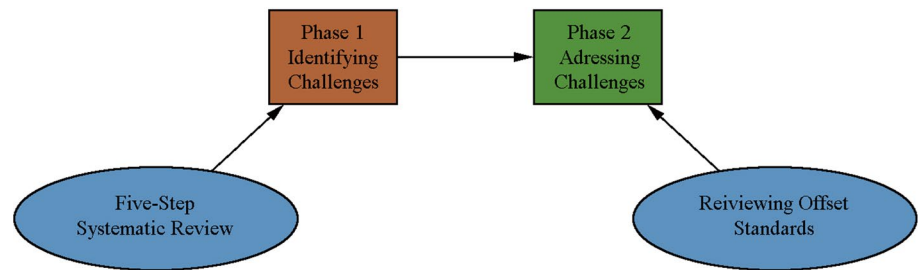 Phase 1
Identifying
Challenges
Phase 2
Adressing
Challenges
Five-Step
Systematic Review
Reiviewing Offset
Standards